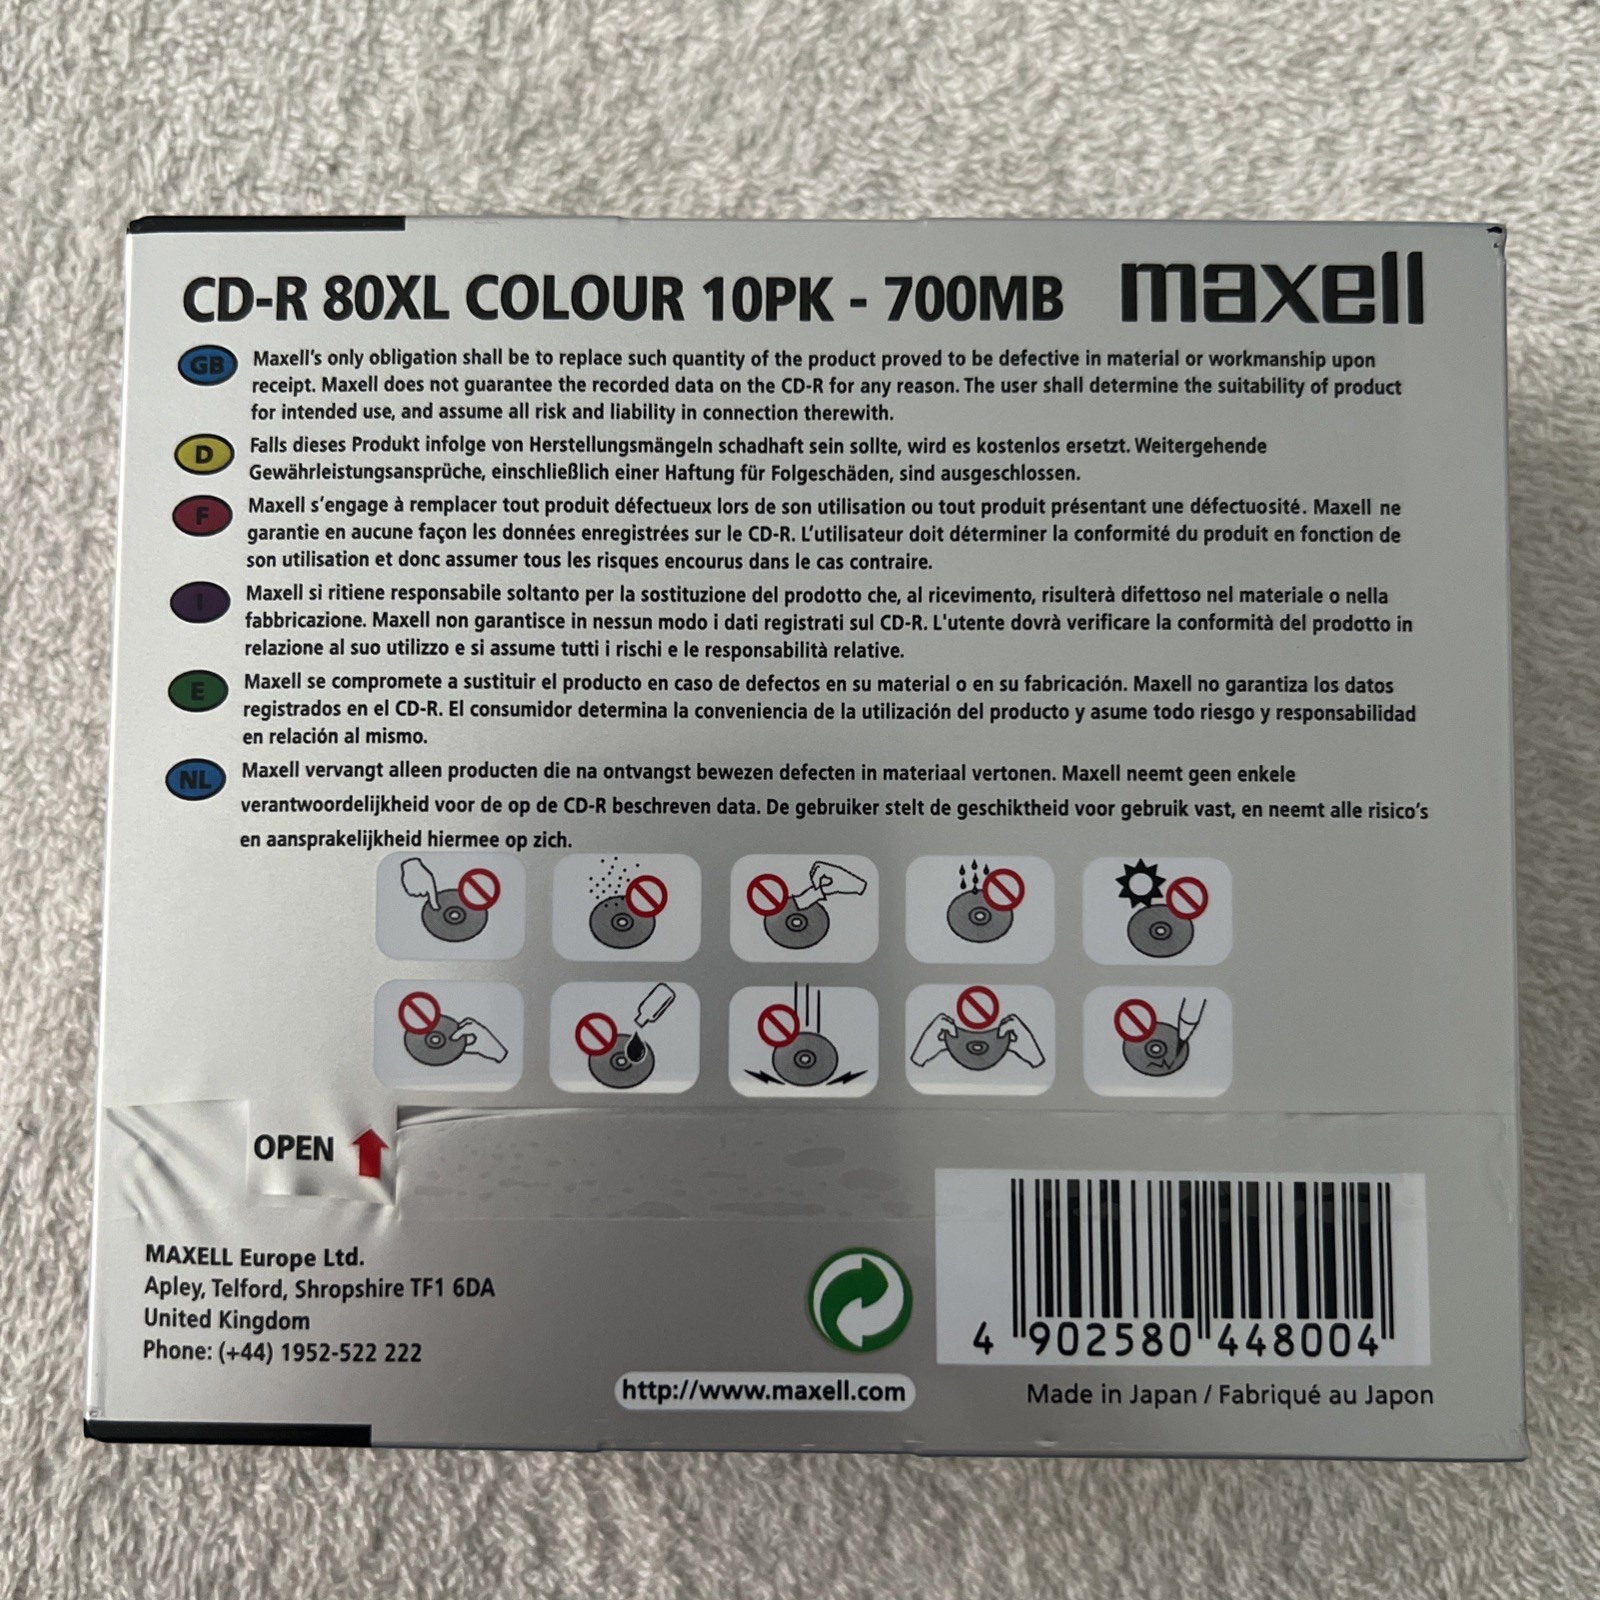 CD-R 80XL COLOUR 10PK - 700MB maxell
GB Maxell's only obligation shall be to replace such quantity of the product proved to be defective in material or workmanship upon
receipt. Maxell does not guarantee the recorded data on the CD-R for any reason. The user shall determine the suitability of product
for intended use, and assume all risk and liability in connection therewith.
D Falls dieses Produkt infolge von Herstellungsmängeln schadhaft sein sollte, wird es kostenlos ersetzt. Weitergehende
Gewährleistungsansprüche, einschließlich einer Haftung für Folgeschäden, sind ausgeschlossen.
F Maxell s'engage à remplacer tout produit défectueux lors de son utilisation ou tout produit présentant une défectuosité. Maxell ne
garantie en aucune façon les données enregistrées sur le CD-R. L'utilisateur doit déterminer la conformité du produit en fonction de
son utilisation et donc assumer tous les risques encourus dans le cas contraire.
I Maxell si ritiene responsabile soltanto per la sostituzione del prodotto che, al ricevimento, risulterà difettoso nel materiale o nella
fabbricazione. Maxell non garantisce in nessun modo i dati registrati sul CD-R. L'utente dovrà verificare la conformità del prodotto in
relazione al suo utilizzo e si assume tutti i rischi e le responsabilità relative.
E Maxell se compromete a sustituir el producto en caso de defectos en su material o en su fabricación. Maxell no garantiza los datos
registrados en el CD-R. El consumidor determina la conveniencia de la utilización del producto y asume todo riesgo y responsabilidad
en relación al mismo.
NL Maxell vervangt alleen producten die na ontvangst bewezen defecten in materiaal vertonen. Maxell neemt geen enkele
verantwoordelijkheid voor de op de CD-R beschreven data. De gebruiker stelt de geschiktheid voor gebruik vast, en neemt alle risico's
en aansprakelijkheid hiermee op zich.
OPEN
MAXELL Europe Ltd.
Apley, Telford, Shropshire TF1 6DA
United Kingdom
Phone: (+44) 1952-522 222
http://www.maxell.com
4 902580 448004
Made in Japan / Fabriqué au Japon